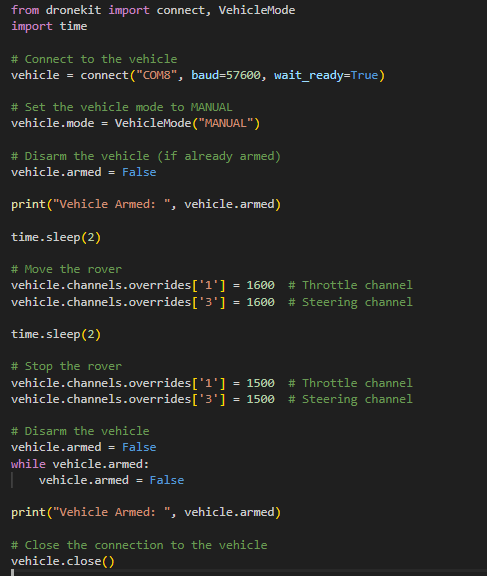 from dronekit import connect, VehicleMode
import time
# Connect to the vehicle
vehicle = connect("COM8", baud=57600, wait_ready=True)
# Set the vehicle mode to MANUAL
vehicle.mode = VehicleMode("MANUAL")
# Disarm the vehicle (if already armed)
vehicle.armed = False
print("Vehicle Armed: ", vehicle.armed)
time.sleep(2)
# Move the rover
vehicle.channels.overrides['1'] = 1600  # Throttle channel
vehicle.channels.overrides['3'] = 1600  # Steering channel
time.sleep(2)
# Stop the rover
vehicle.channels.overrides['1'] = 1500  # Throttle channel
vehicle.channels.overrides['3'] = 1500  # Steering channel
# Disarm the vehicle
vehicle.armed = False
while vehicle.armed:
    vehicle.armed = False
print("Vehicle Armed: ", vehicle.armed)
# Close the connection to the vehicle
vehicle.close()